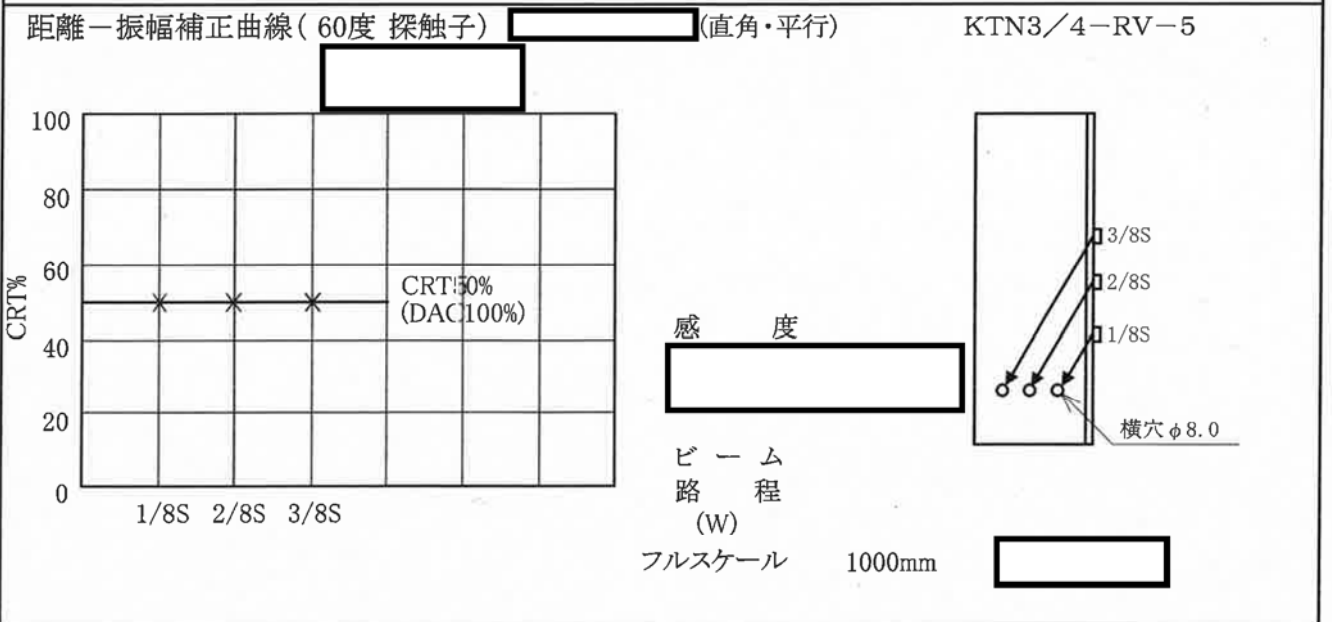 距離－振幅補正曲線( 60度 探触子)
(直角・平行)
KTN3／4－RV－5
100
80
60
40
20
0
CRT%
CRT50%
(DAC100%)
1/8S 2/8S 3/8S
感 度
ビ ー ム
路 程
(W)
フルスケール 1000mm
3/8S
2/8S
1/8S
横穴φ8.0